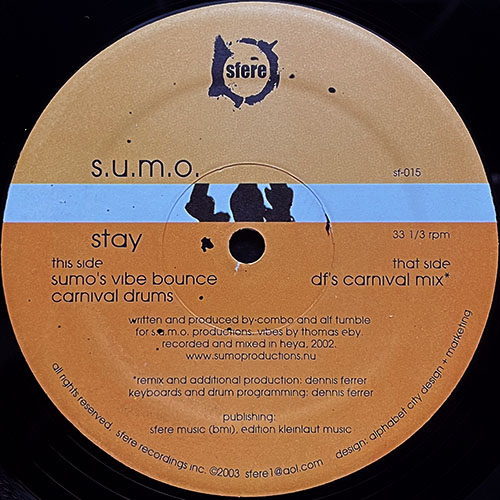 sfere
s.u.m.o.
sf-015
stay
33 1/3 rpm
this side
that side
sumo's vibe bounce
df's carnival mix*
carnival drums
written and produced by combo and alf tumble
for s.u.m.o. productions. vibes by thomas eby.
recorded and mixed in heya, 2002.
www.sumoproductions.nu
*remix and additional production: dennis ferrer
keyboards and drum programming: dennis ferrer
publishing:
sfere music (bmi), edition kleinlaut music
all rights reserved sfere recordings inc. ©2003 sfere1@aol.com design: alphabet city design + marketing